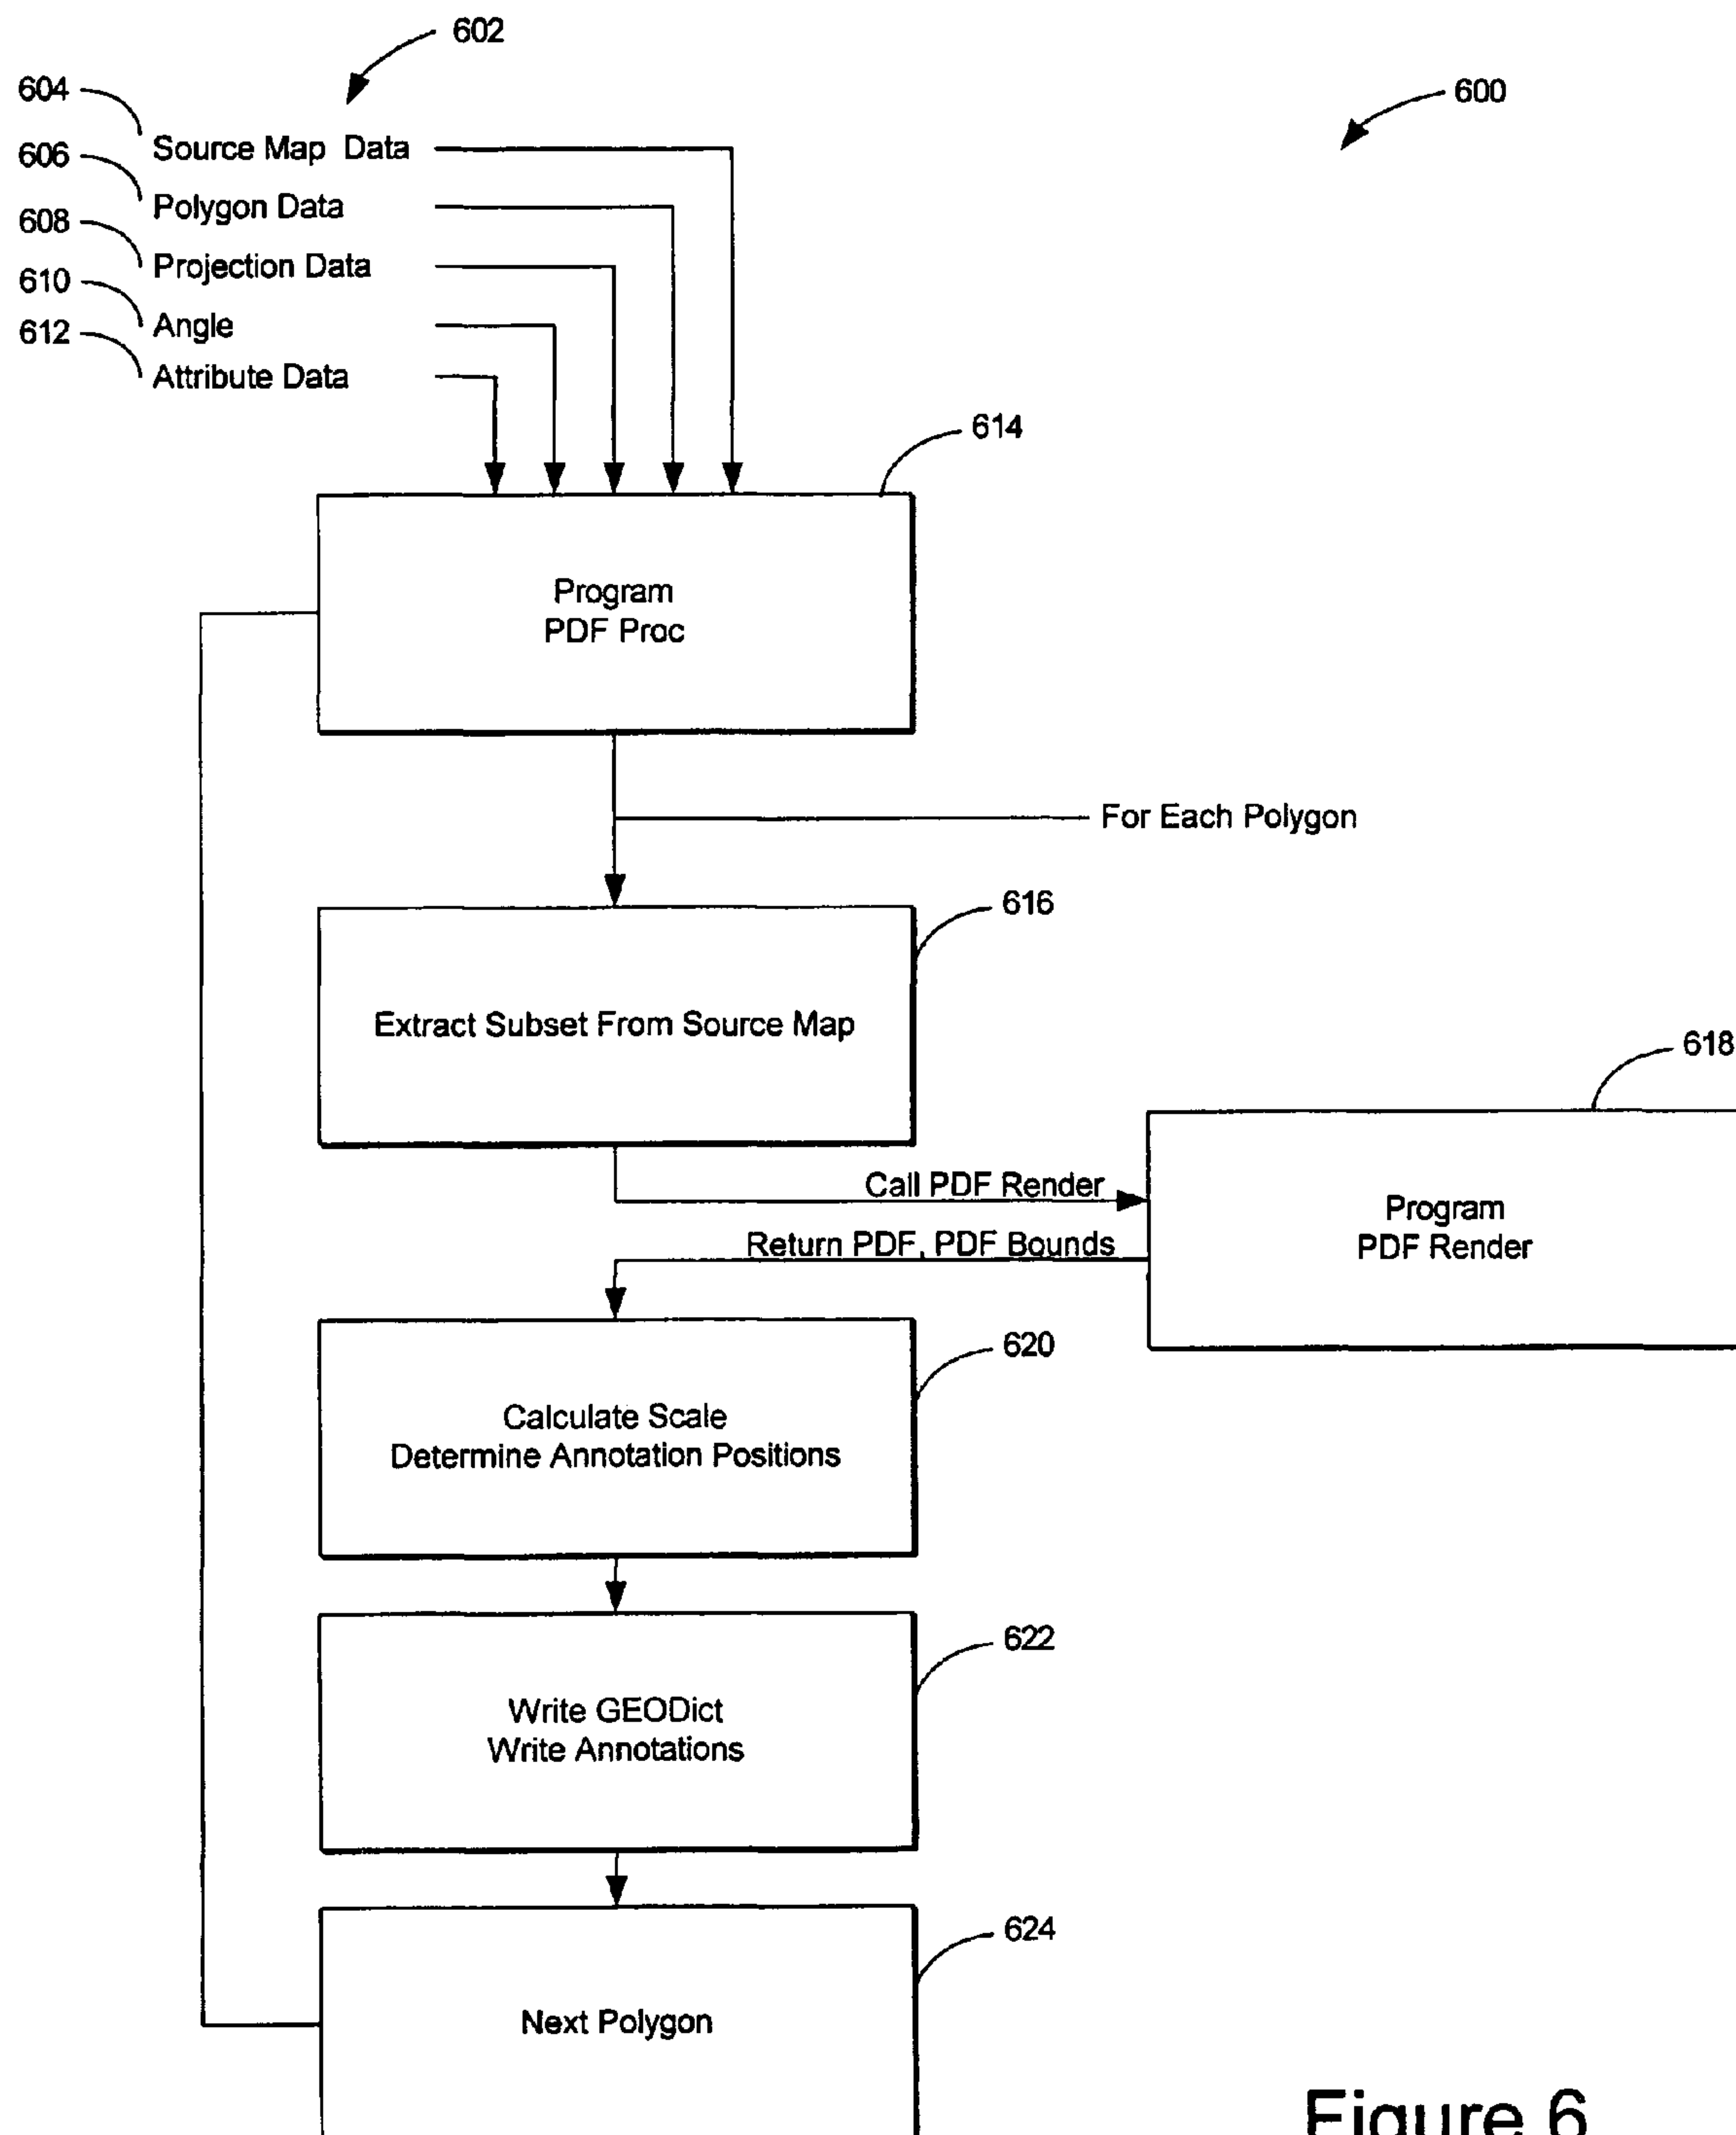 602
600
604
Source Map Data
606
Polygon Data
608
Projection Data
610
Angle
612
Attribute Data
614
Program
PDF Proc
For Each Polygon
616
Extract Subset From Source Map
618
Call PDF Render
Program
PDF Render
Return PDF, PDF Bounds
620
Calculate Scale
Determine Annotation Positions
622
Write GEODict
Write Annotations
624
Next Polygon
Figure 6